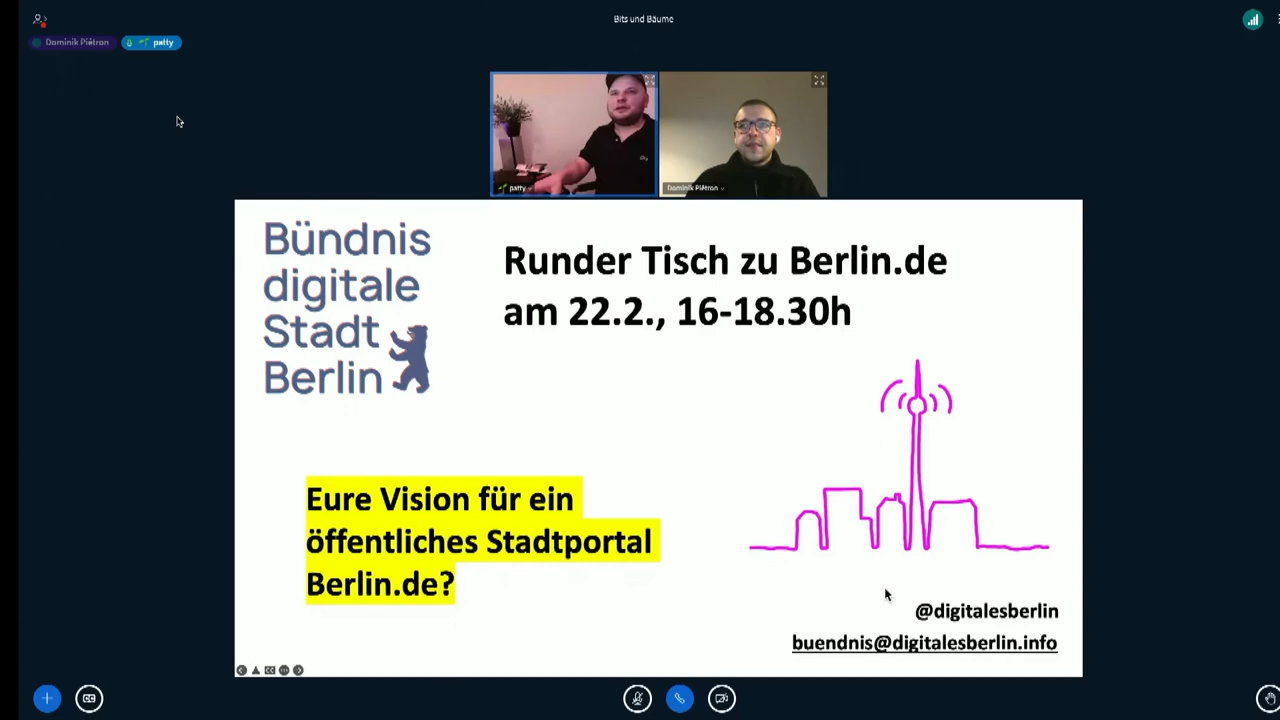 Bits und Bäume
Dominik Piétron
patty
patty
Dominik Piétron
Bündnis
digitale
Stadt
Berlin
Runder Tisch zu Berlin.de
am 22.2., 16-18.30h
Eure Vision für ein
öffentliches Stadtportal
Berlin.de?
@digitalesberlin
buendnis@digitalesberlin.info